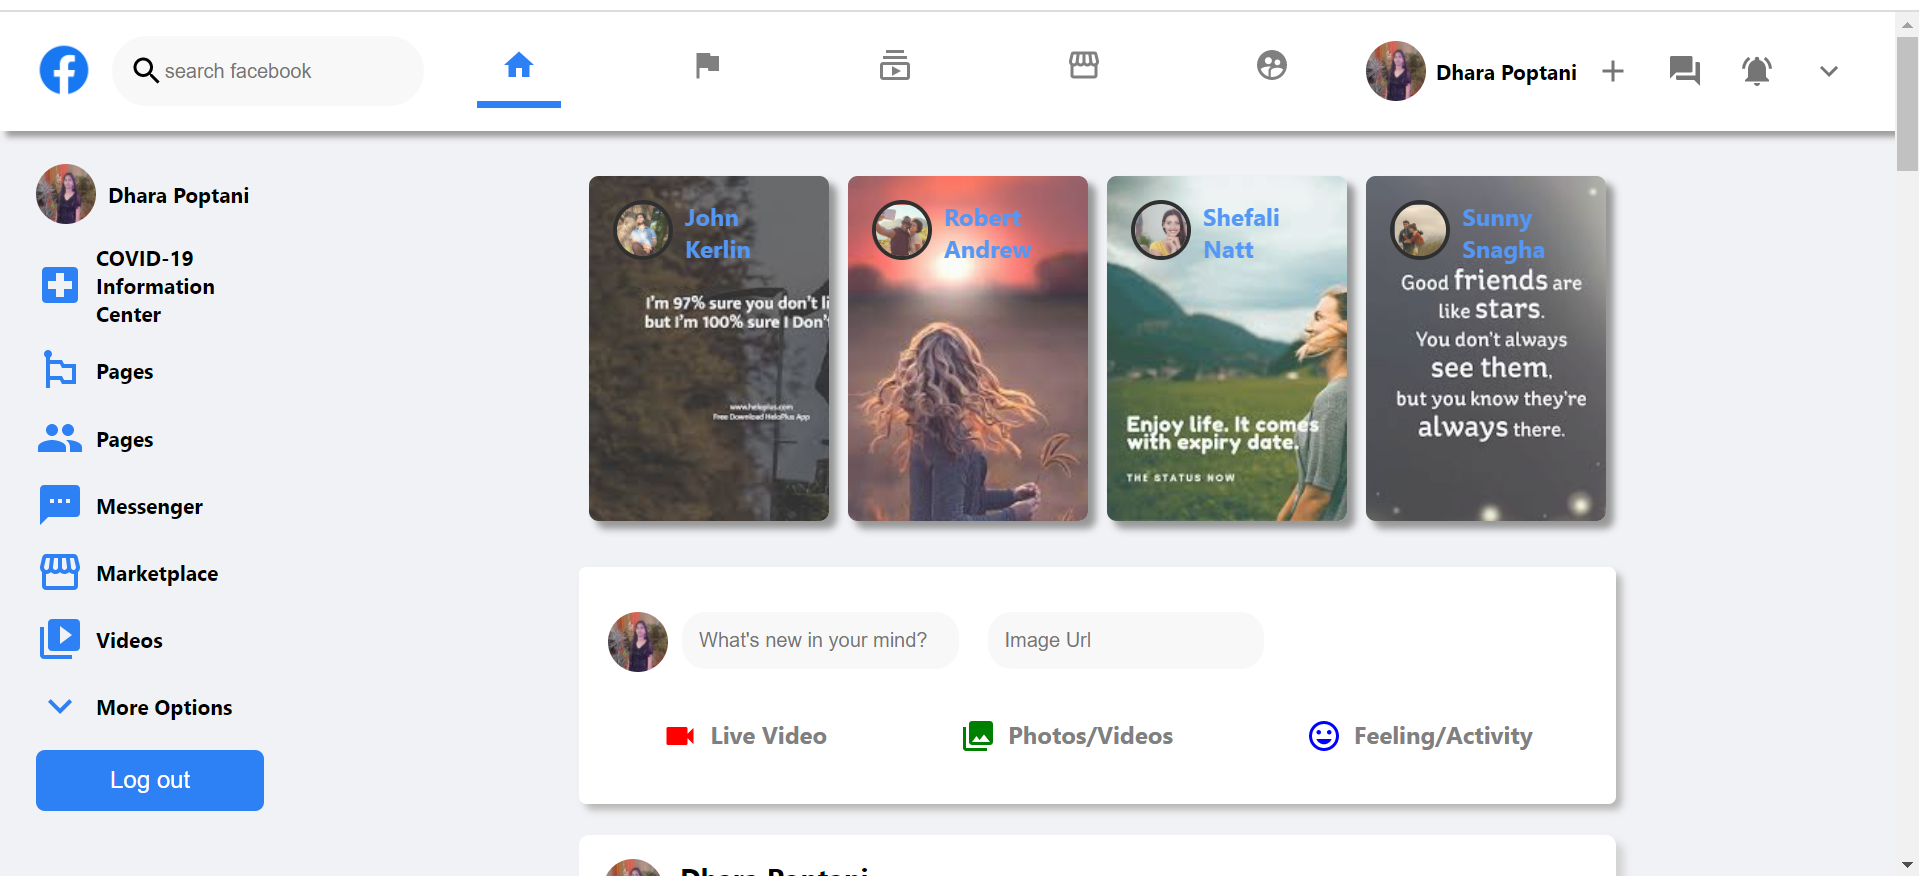 search facebook
Dhara Poptani
Dhara Poptani
COVID-19
Information
Center
Pages
Pages
Messenger
Marketplace
Videos
More Options
Log out
John
Kerlin
I'm 97% sure you don't li
but I'm 100% sure I Don't
www.heloplus.com
Free Download HeloPlus App
Robert
Andrew
Shefali
Natt
Enjoy life. It comes
with expiry date.
THE STATUS NOW
Sunny
Snagha
Good friends are
like stars.
You don't always
see them,
but you know they're
always there.
What's new in your mind?
Image Url
Live Video
Photos/Videos
Feeling/Activity
Dhara Poptani